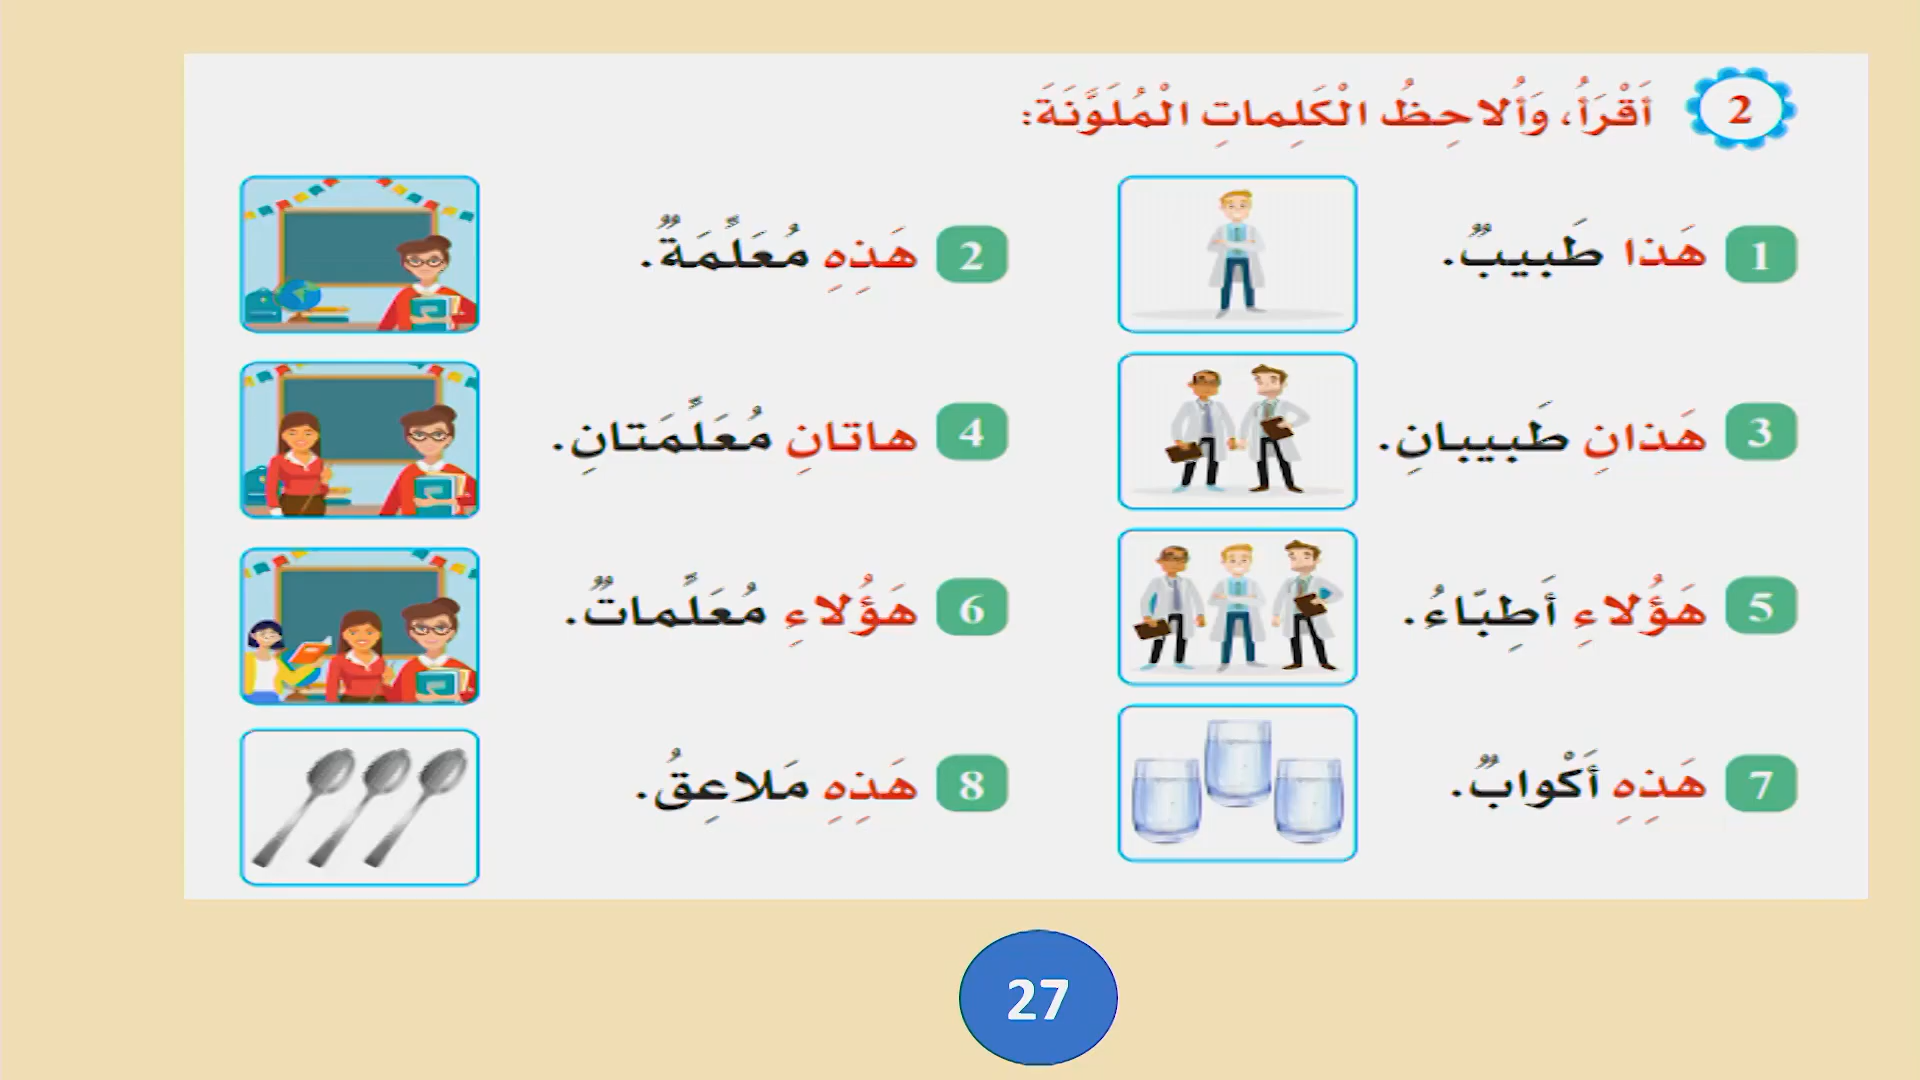 2 أَقْرَأُ، وَأُلاحِظُ الْكَلِماتِ الْمُلَوَّنَةَ:
1 هَذا طَبيبٌ.
2 هَذِهِ مُعَلِّمَةٌ.
3 هَذانِ طَبيبانِ.
4 هاتانِ مُعَلِّمَتانِ.
5 هَؤُلاءِ أَطِبّاءُ.
6 هَؤُلاءِ مُعَلِّماتٌ.
7 هَذِهِ أَكْوابٌ.
8 هَذِهِ مَلاعِقُ.
27